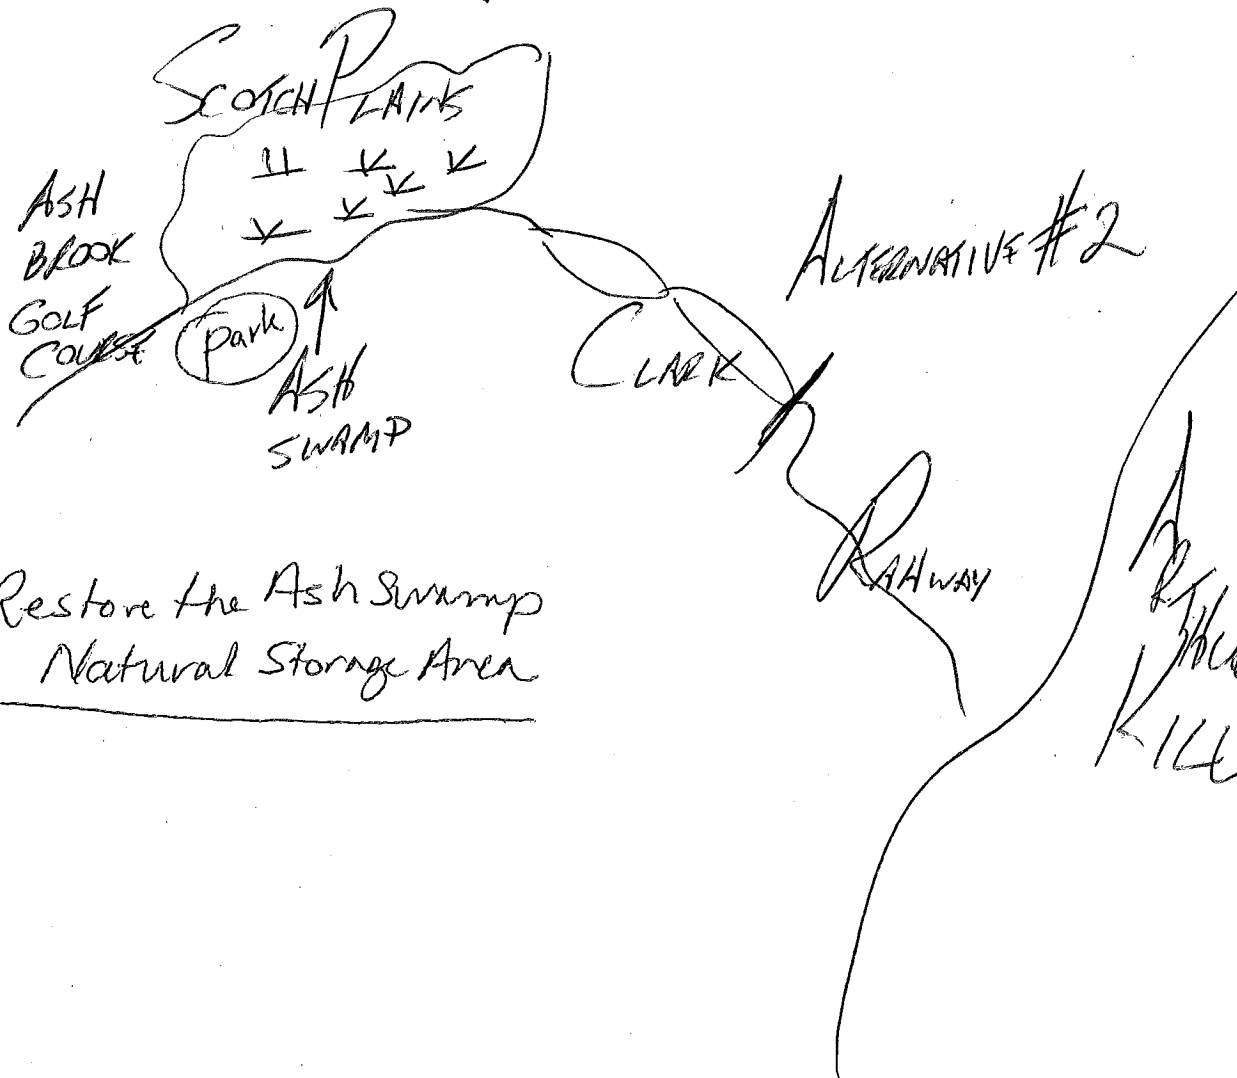 SCOTCH PLAINS
ASH
BROOK
GOLF
COURSE
park
ASH
SWAMP
ALTERNATIVE #2
CLARK
RAHWAY
KILL
Restore the Ash Swamp
Natural Storage Area